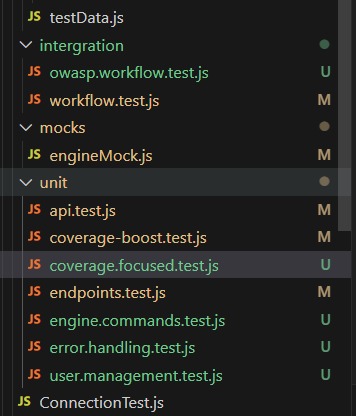 JS testData.js
intergration
JS owasp.workflow.test.js U
JS workflow.test.js M
mocks
JS engineMock.js M
unit
JS api.test.js M
JS coverage-boost.test.js M
JS coverage.focused.test.js U
JS endpoints.test.js M
JS engine.commands.test.js U
JS error.handling.test.js U
JS user.management.test.js U
JS ConnectionTest.js